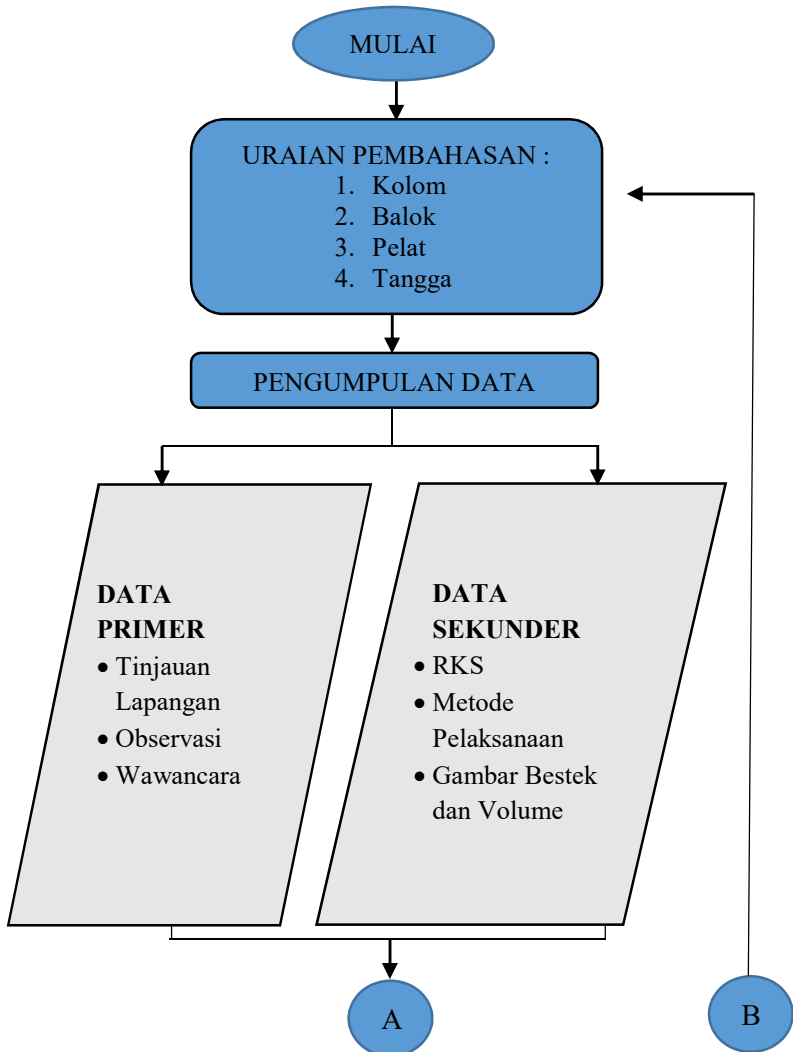 MULAI
URAIAN PEMBAHASAN :
1. Kolom
2. Balok
3. Pelat
4. Tangga
PENGUMPULAN DATA
DATA
PRIMER
• Tinjauan
Lapangan
• Observasi
• Wawancara
DATA
SEKUNDER
• RKS
• Metode
Pelaksanaan
• Gambar Bestek
dan Volume
A
B